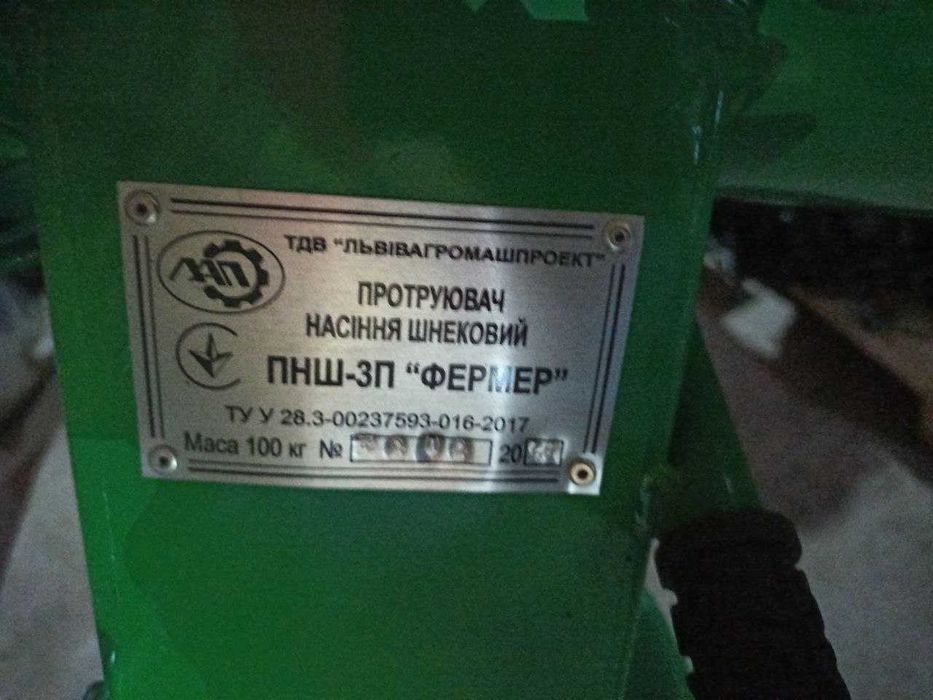 ЛАП
ТДВ "ЛЬВІВАГРОМАШПРОЕКТ"
ПРОТРУЮВАЧ
НАСІННЯ ШНЕКОВИЙ
ПНШ-3П "ФЕРМЕР"
ТУ У 28.3-00237593-016-2017
Маса 100 кг № 20